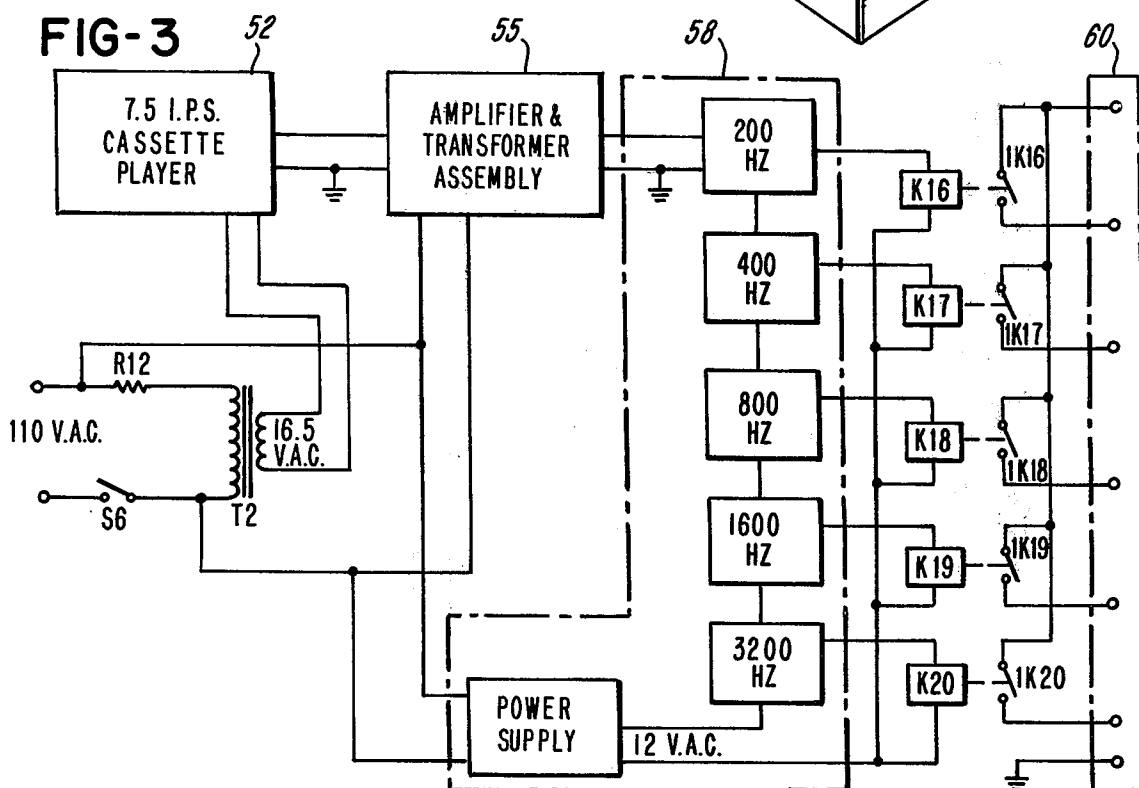 FIG-3
52
55
58
60
7.5 I.P.S.
CASSETTE
PLAYER
AMPLIFIER &
TRANSFORMER
ASSEMBLY
200
HZ
K16
1K16
400
HZ
K17
1K17
R12
110 V.A.C.
16.5
V.A.C.
S6
T2
800
HZ
K18
1K18
1600
HZ
K19
1K19
3200
HZ
K20
1K20
POWER
SUPPLY
12 V.A.C.